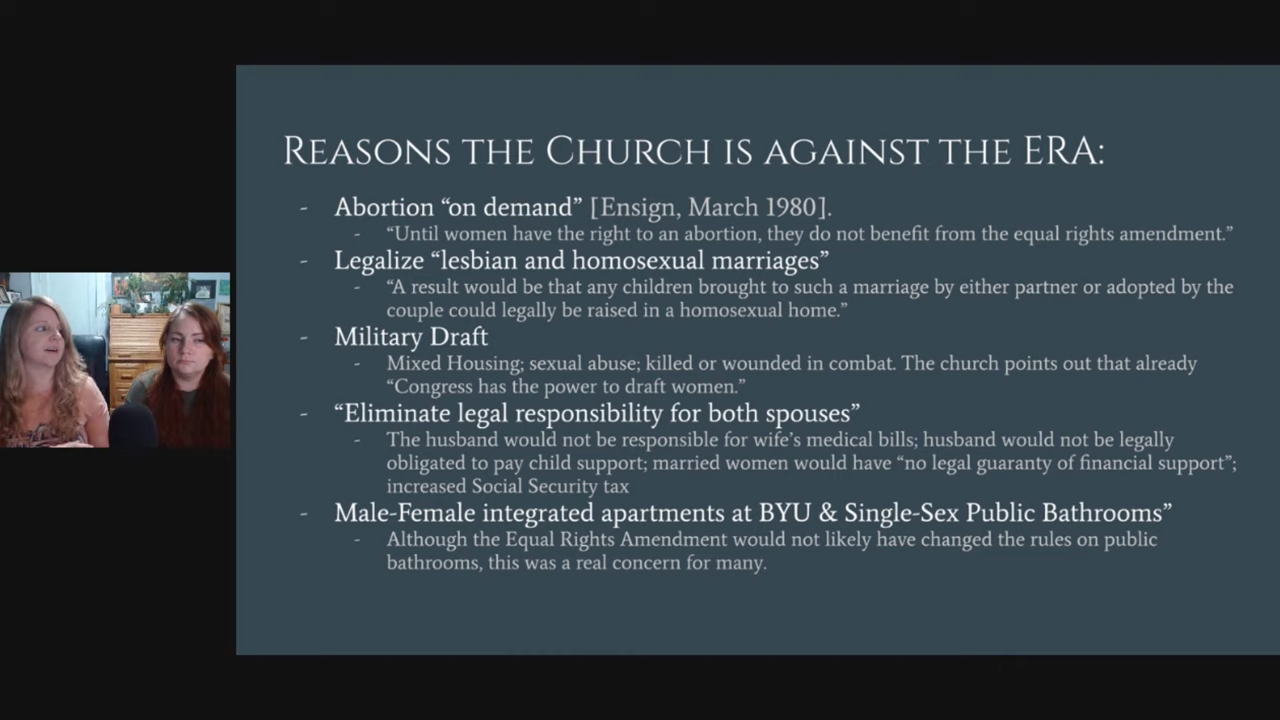 Reasons the Church is against the ERA:
- Abortion “on demand” [Ensign, March 1980].
- “Until women have the right to an abortion, they do not benefit from the equal rights amendment.”
- Legalize “lesbian and homosexual marriages”
- “A result would be that any children brought to such a marriage by either partner or adopted by the
couple could legally be raised in a homosexual home.”
- Military Draft
- Mixed Housing; sexual abuse; killed or wounded in combat. The church points out that already
“Congress has the power to draft women.”
- “Eliminate legal responsibility for both spouses”
- The husband would not be responsible for wife’s medical bills; husband would not be legally
obligated to pay child support; married women would have “no legal guaranty of financial support”;
increased Social Security tax
- Male-Female integrated apartments at BYU & Single-Sex Public Bathrooms”
- Although the Equal Rights Amendment would not likely have changed the rules on public
bathrooms, this was a real concern for many.